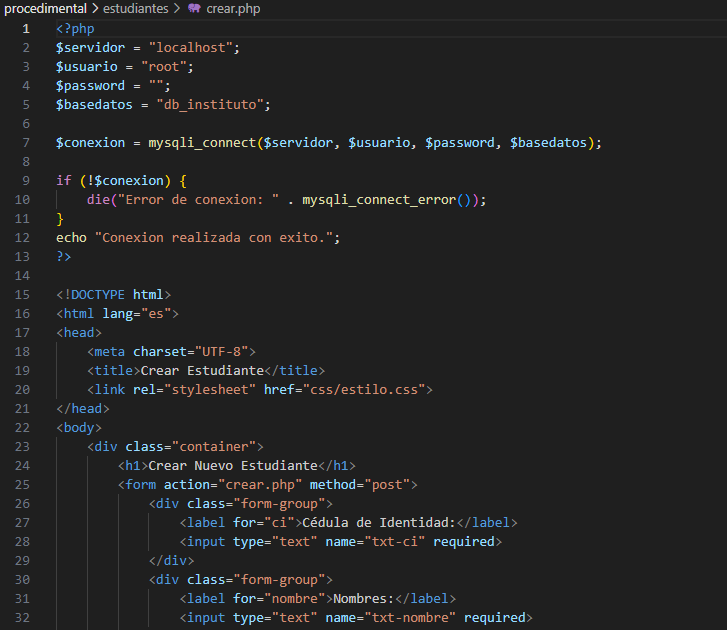 procedimental > estudiantes > crear.php
1 <?php
2 $servidor = "localhost";
3 $usuario = "root";
4 $password = "";
5 $basedatos = "db_instituto";
6
7 $conexion = mysqli_connect($servidor, $usuario, $password, $basedatos);
8
9 if (!$conexion) {
10     die("Error de conexion: " . mysqli_connect_error());
11 }
12 echo "Conexion realizada con exito.";
13 ?>
14
15 <!DOCTYPE html>
16 <html lang="es">
17 <head>
18     <meta charset="UTF-8">
19     <title>Crear Estudiante</title>
20     <link rel="stylesheet" href="css/estilo.css">
21 </head>
22 <body>
23     <div class="container">
24         <h1>Crear Nuevo Estudiante</h1>
25         <form action="crear.php" method="post">
26             <div class="form-group">
27                 <label for="ci">Cédula de Identidad:</label>
28                 <input type="text" name="txt-ci" required>
29             </div>
30             <div class="form-group">
31                 <label for="nombre">Nombres:</label>
32                 <input type="text" name="txt-nombre" required>